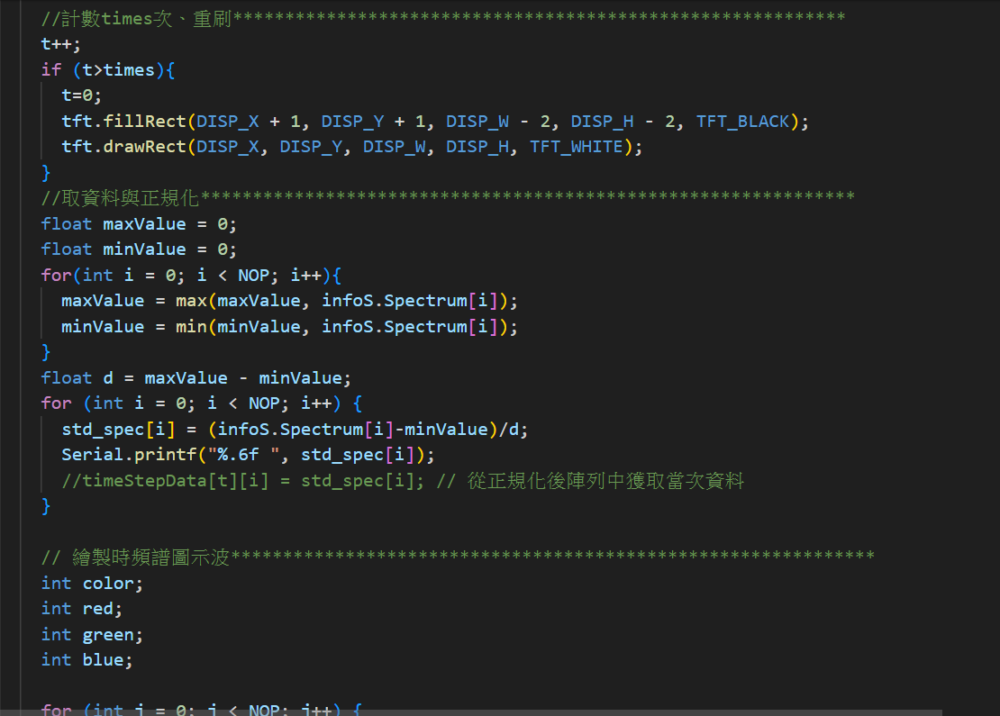 //計數times次、重刷***********************************************************
t++;
if (t>times){
t=0;
tft.fillRect(DISP_X + 1, DISP_Y + 1, DISP_W - 2, DISP_H - 2, TFT_BLACK);
tft.drawRect(DISP_X, DISP_Y, DISP_W, DISP_H, TFT_WHITE);
}
//取資料與正規化***************************************************************
float maxValue = 0;
float minValue = 0;
for(int i = 0; i < NOP; i++){
maxValue = max(maxValue, infoS.Spectrum[i]);
minValue = min(minValue, infoS.Spectrum[i]);
}
float d = maxValue - minValue;
for (int i = 0; i < NOP; i++) {
std_spec[i] = (infoS.Spectrum[i]-minValue)/d;
Serial.printf("%.6f ", std_spec[i]);
//timeStepData[t][i] = std_spec[i]; // 從正規化後陣列中獲取當次資料
}
// 繪製時頻譜圖示波**************************************************************
int color;
int red;
int green;
int blue;
for (int i = 0; i < NOP; i++) {